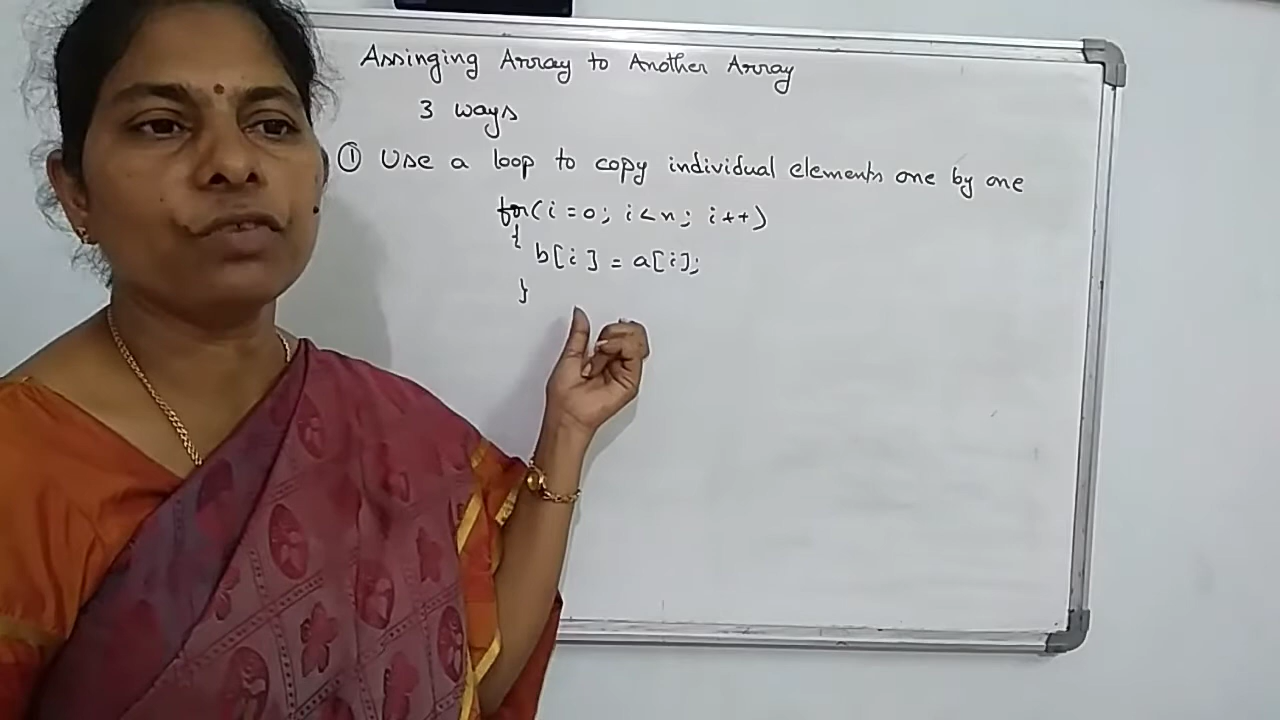 Assinging Array to Another Array
3 ways
① Use a loop to copy individual elements one by one
for(i=0; i<n; i++)
{
b[i] = a[i];
}